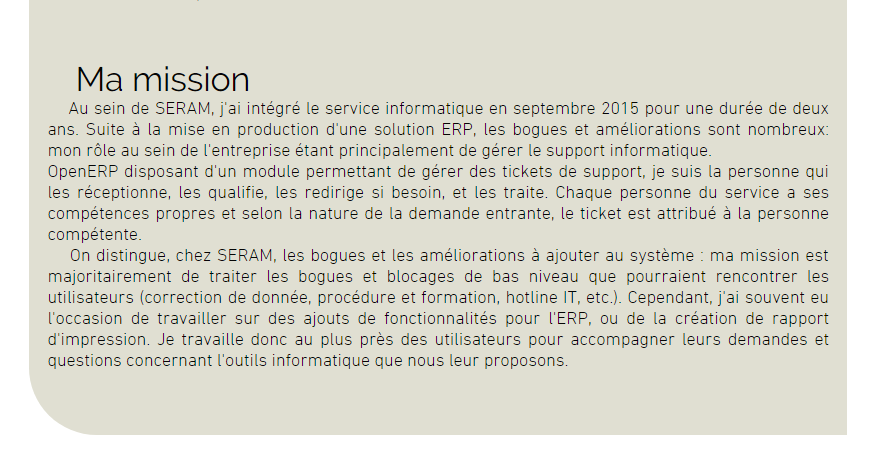 Ma mission
Au sein de SERAM, j'ai intégré le service informatique en septembre 2015 pour une durée de deux
ans. Suite à la mise en production d'une solution ERP, les bogues et améliorations sont nombreux:
mon rôle au sein de l'entreprise étant principalement de gérer le support informatique.
OpenERP disposant d'un module permettant de gérer des tickets de support, je suis la personne qui
les réceptionne, les qualifie, les redirige si besoin, et les traite. Chaque personne du service a ses
compétences propres et selon la nature de la demande entrante, le ticket est attribué à la personne
compétente.
On distingue, chez SERAM, les bogues et les améliorations à ajouter au système : ma mission est
majoritairement de traiter les bogues et blocages de bas niveau que pourraient rencontrer les
utilisateurs (correction de donnée, procédure et formation, hotline IT, etc.). Cependant, j'ai souvent eu
l'occasion de travailler sur des ajouts de fonctionnalités pour l'ERP, ou de la création de rapport
d'impression. Je travaille donc au plus près des utilisateurs pour accompagner leurs demandes et
questions concernant l'outils informatique que nous leur proposons.